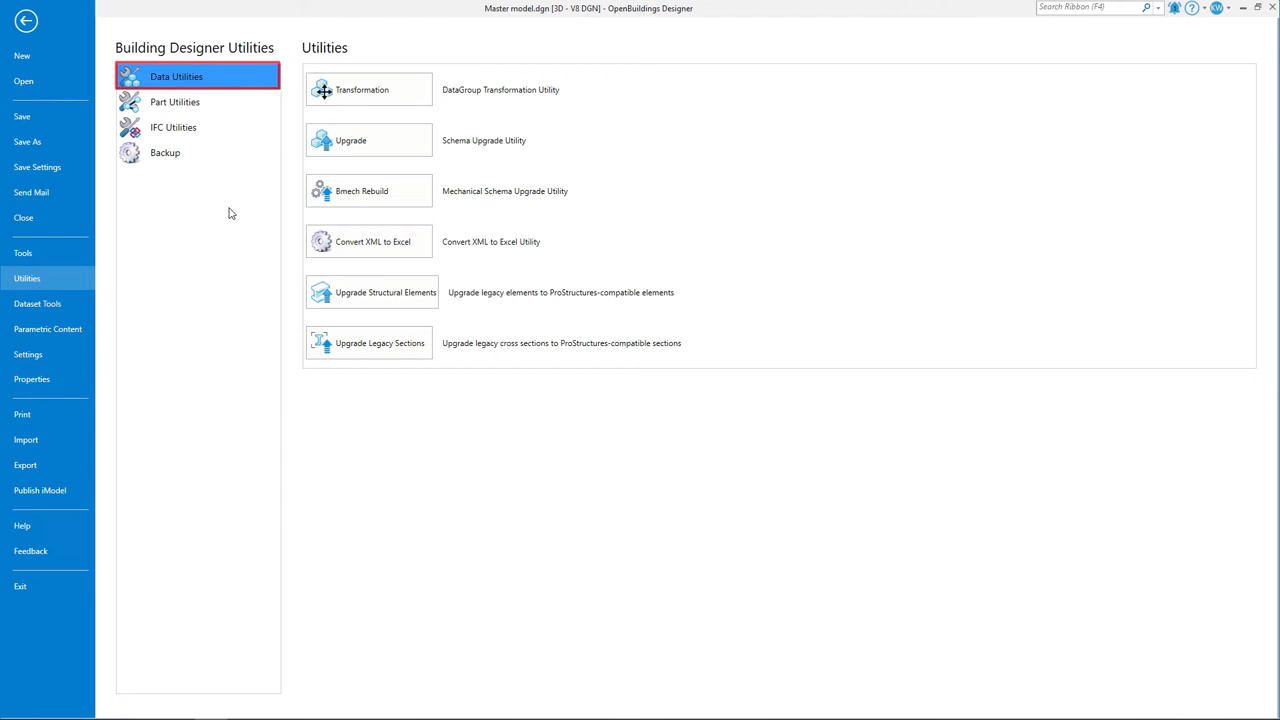 Master model.dgn [3D - V8 DGN] - OpenBuildings Designer
Search Ribbon (F4)
KW
New
Open
Save
Save As
Save Settings
Send Mail
Close
Tools
Utilities
Dataset Tools
Parametric Content
Settings
Properties
Print
Import
Export
Publish iModel
Help
Feedback
Exit
Building Designer Utilities
Data Utilities
Part Utilities
IFC Utilities
Backup
Utilities
Transformation DataGroup Transformation Utility
Upgrade Schema Upgrade Utility
Bmech Rebuild Mechanical Schema Upgrade Utility
Convert XML to Excel Convert XML to Excel Utility
Upgrade Structural Elements Upgrade legacy elements to ProStructures-compatible elements
Upgrade Legacy Sections Upgrade legacy cross sections to ProStructures-compatible sections